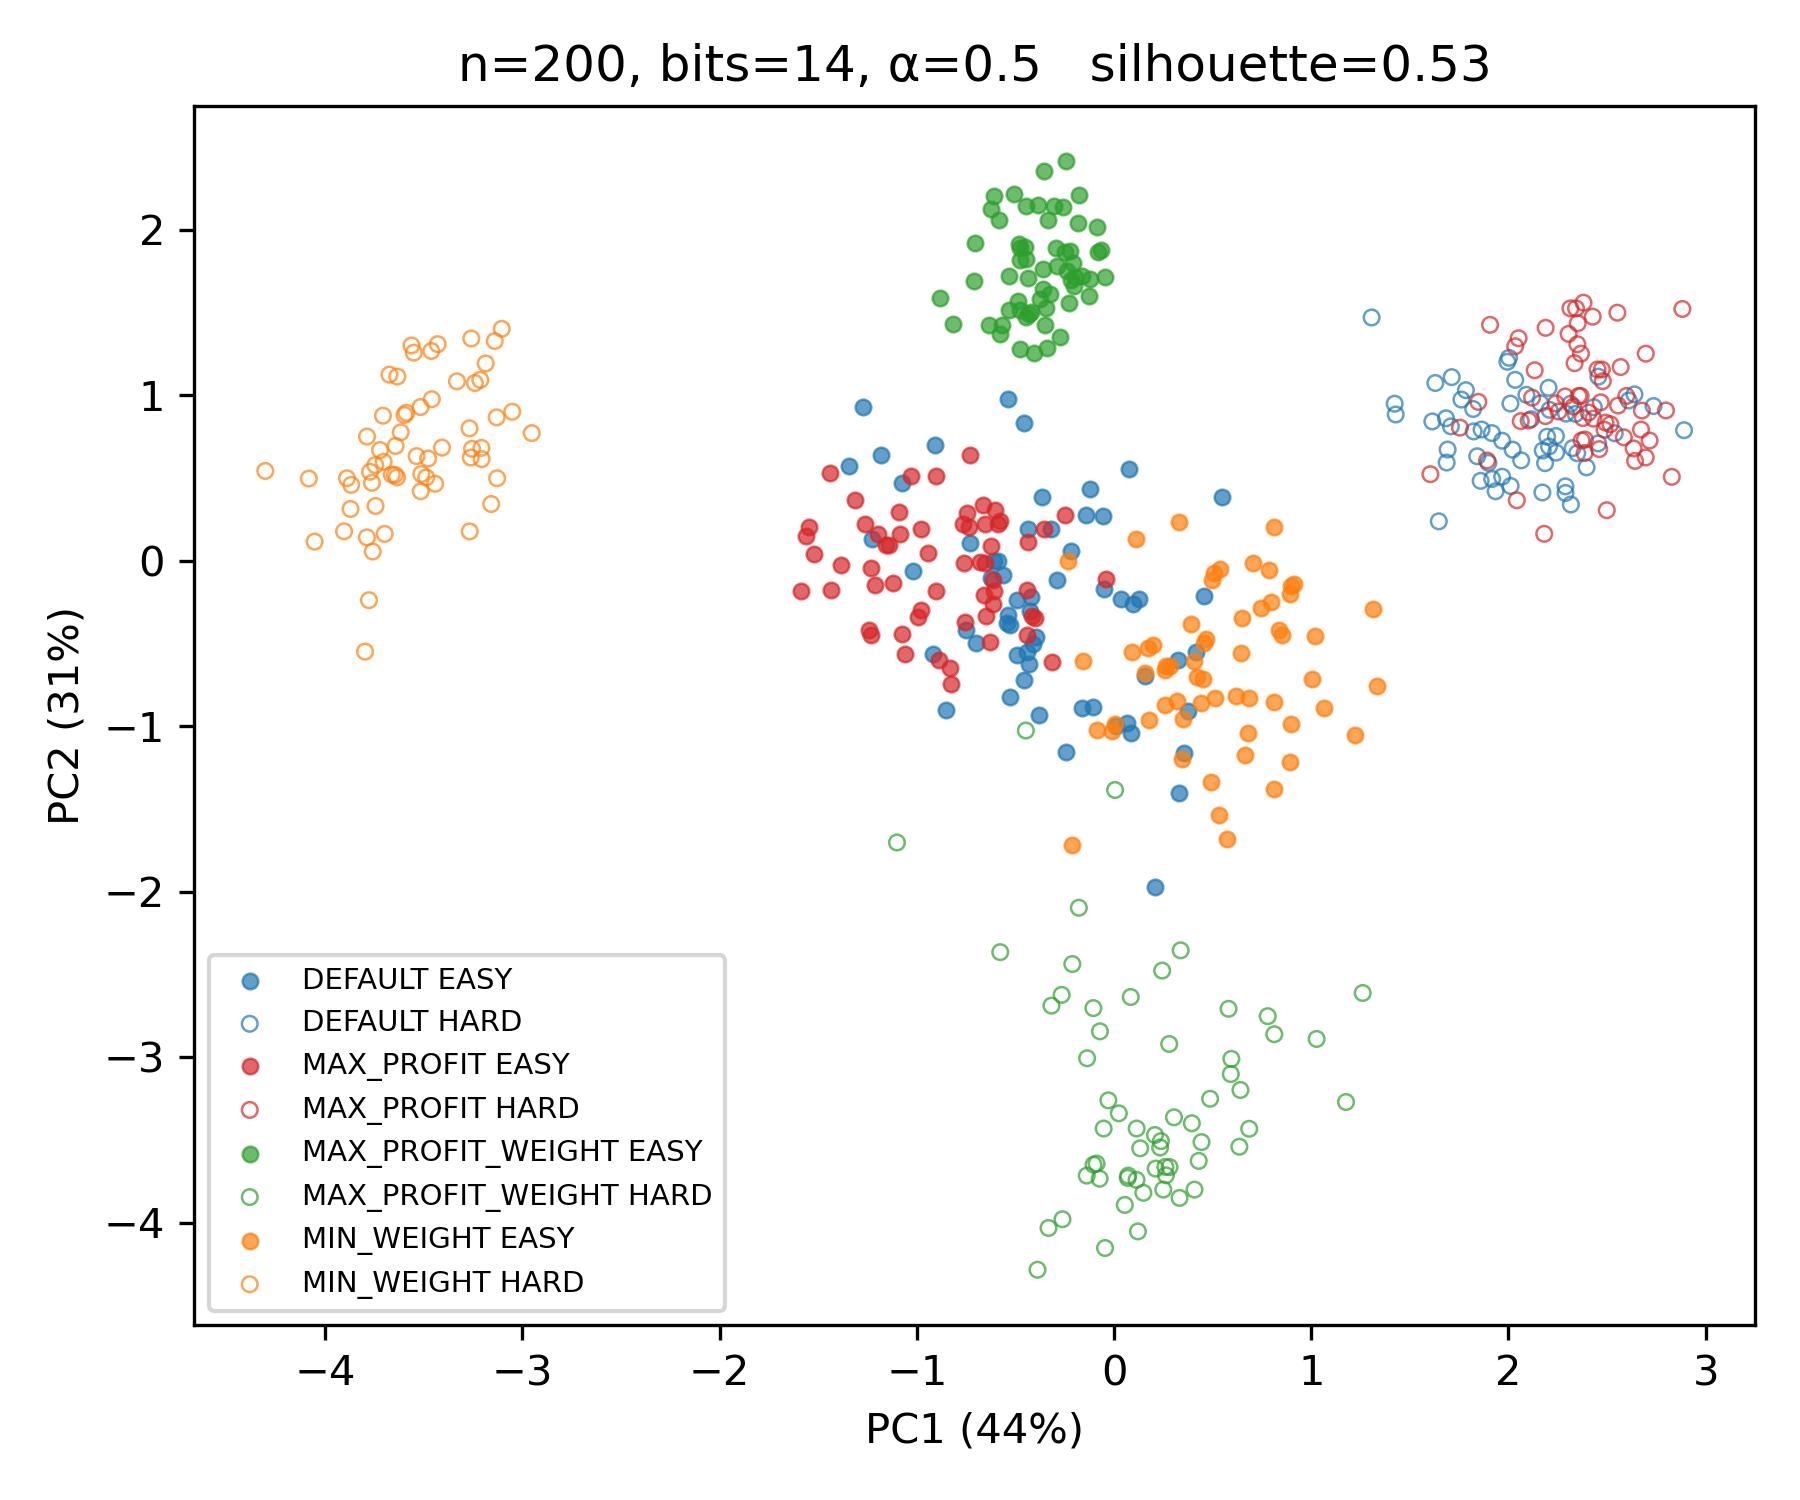 n=200, bits=14, α=0.5   silhouette=0.53
PC2 (31%)
2
1
0
−1
−2
−3
−4
DEFAULT EASY
DEFAULT HARD
MAX_PROFIT EASY
MAX_PROFIT HARD
MAX_PROFIT_WEIGHT EASY
MAX_PROFIT_WEIGHT HARD
MIN_WEIGHT EASY
MIN_WEIGHT HARD
−4 −3 −2 −1 0 1 2 3
PC1 (44%)